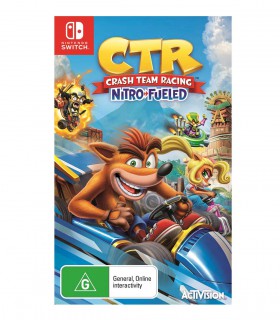 NINTENDO
SWITCH
CTR
CRASH TEAM RACING
NITRO-FUELED
G
General, Online
interactivity
ACTIVISION